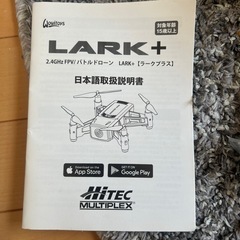 Waytoys
対象年齢
15歳以上
LARK+
2.4GHz FPV/バトルドローン LARK+【ラークプラス】
日本語取扱説明書
Download on the
App Store
GET IT ON
Google Play
HiTEC
MULTIPLEX